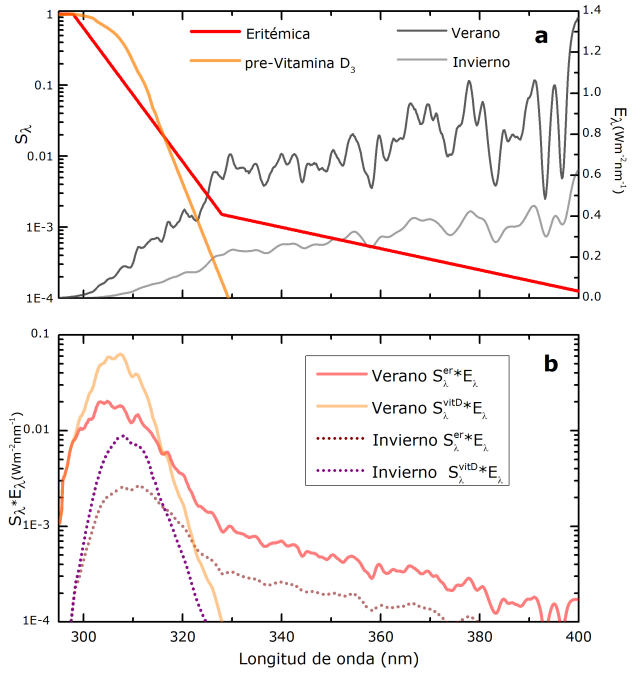 a
Eritémica
pre-Vitamina D3
Verano
Invierno
1
0.1
0.01
1E-3
1E-4
Sλ
1.4
1.2
1.0
0.8
0.6
0.4
0.2
0.0
Eλ(Wm-2nm-1)
b
Verano Sλer*Eλ
Verano SλvitD*Eλ
Invierno Sλer*Eλ
Invierno SλvitD*Eλ
0.1
0.01
1E-3
1E-4
Sλ*Eλ(Wm-2nm-1)
300 320 340 360 380 400
Longitud de onda (nm)